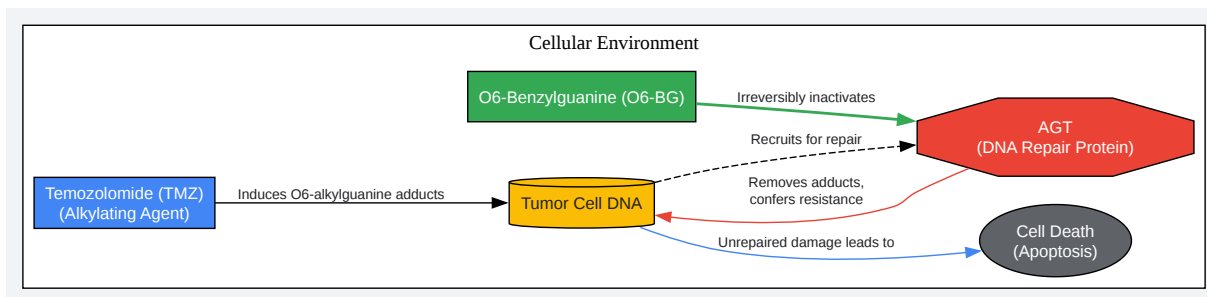 Cellular Environment
O6-Benzylguanine (O6-BG)
Irreversibly inactivates
AGT
(DNA Repair Protein)
Recruits for repair
Temozolomide (TMZ)
(Alkylating Agent)
Induces O6-alkylguanine adducts
Tumor Cell DNA
Removes adducts,
confers resistance
Unrepaired damage leads to
Cell Death
(Apoptosis)